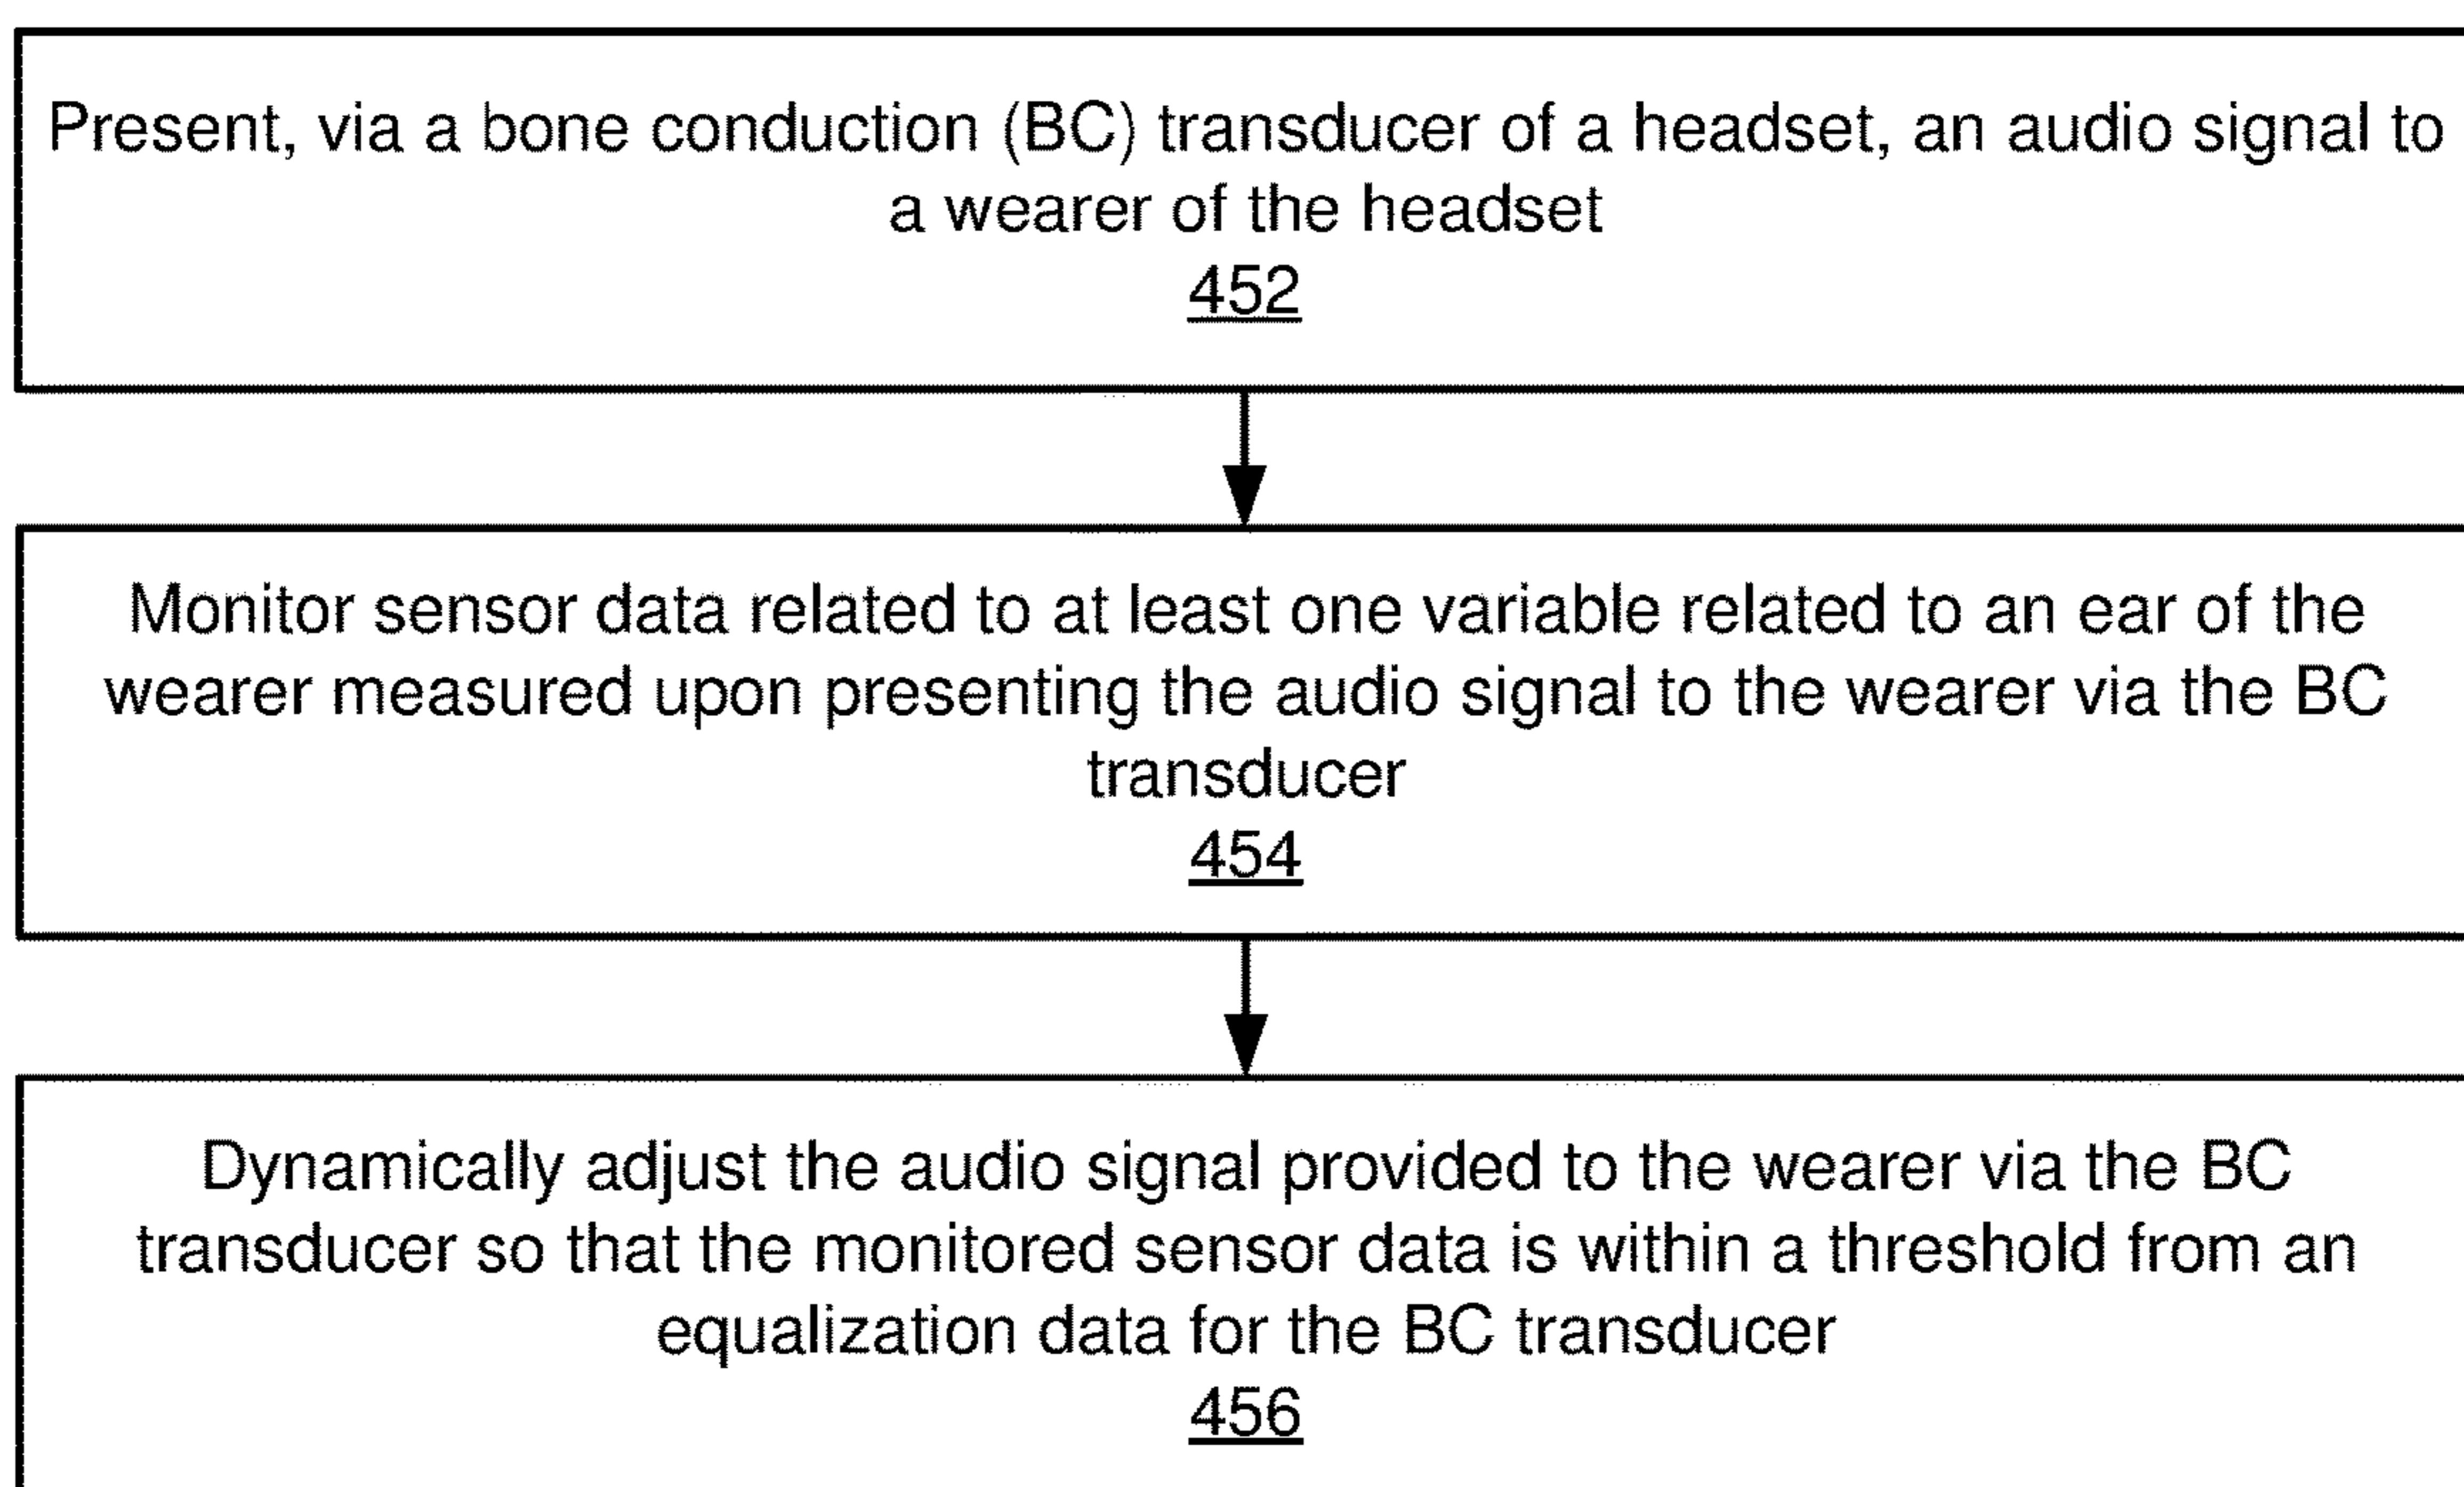 Present, via a bone conduction (BC) transducer of a headset, an audio signal to
a wearer of the headset
452
Monitor sensor data related to at least one variable related to an ear of the
wearer measured upon presenting the audio signal to the wearer via the BC
transducer
454
Dynamically adjust the audio signal provided to the wearer via the BC
transducer so that the monitored sensor data is within a threshold from an
equalization data for the BC transducer
456